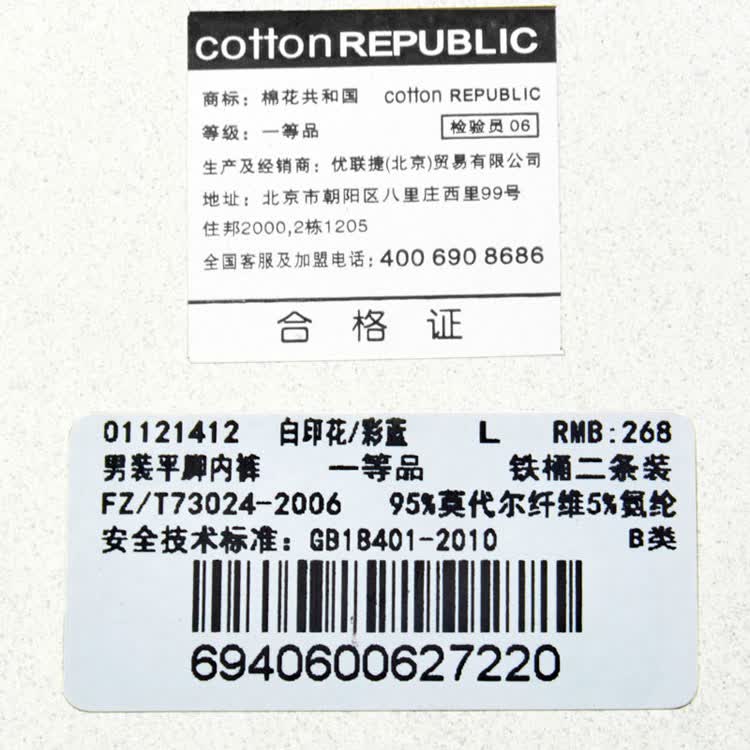 cotton REPUBLIC
商标：棉花共和国 cotton REPUBLIC
等级：一等品 检验员 06
生产及经销商：优联捷(北京)贸易有限公司
地址：北京市朝阳区八里庄西里99号
住邦2000,2栋1205
全国客服及加盟电话：400 690 8686
合格证
01121412 白印花/彩蓝 L RMB:268
男装平脚内裤 一等品 铁桶二条装
FZ/T73024-2006 95%莫代尔纤维5%氨纶
安全技术标准：GB18401-2010 B类
6940600627220